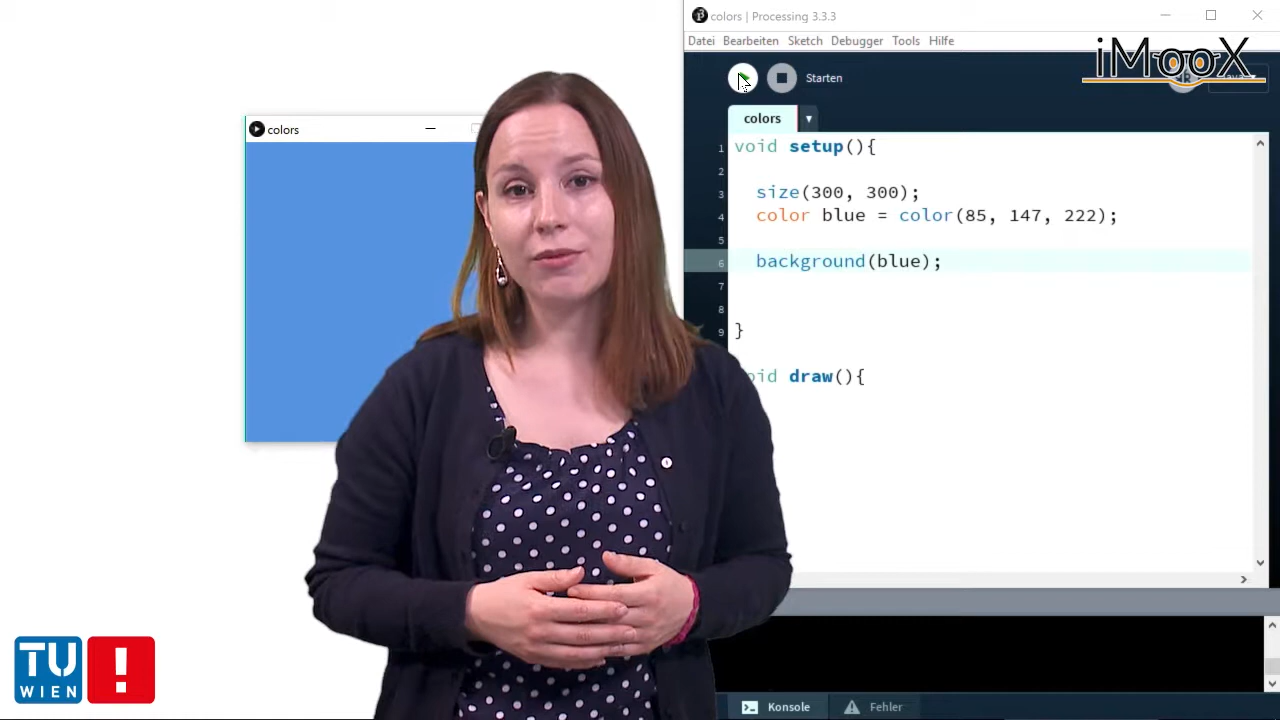 colors | Processing 3.3.3
Datei Bearbeiten Sketch Debugger Tools Hilfe
iMooX
Starten
colors
colors
1 void setup(){
2
3 size(300, 300);
4 color blue = color(85, 147, 222);
5
6 background(blue);
7
8
9 }
void draw(){
TU
WIEN
!
Konsole
Fehler